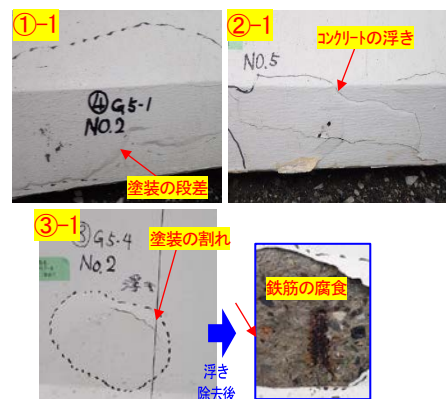 ①-1
④G5-1
NO.2
塗装の段差
②-1
コンクリートの浮き
NO.5
③-1
③G5-4
NO.2
浮き
塗装の割れ
浮き
除去後
鉄筋の腐食